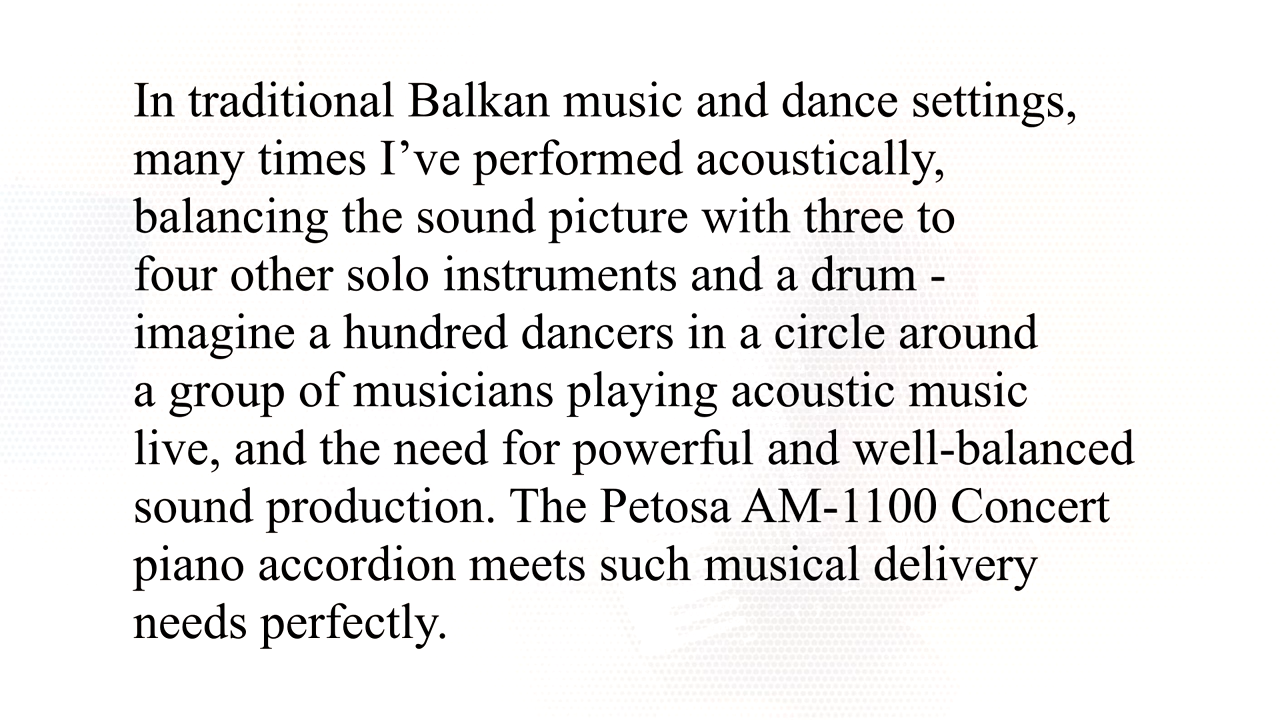 In traditional Balkan music and dance settings,
many times I’ve performed acoustically,
balancing the sound picture with three to
four other solo instruments and a drum -
imagine a hundred dancers in a circle around
a group of musicians playing acoustic music
live, and the need for powerful and well-balanced
sound production. The Petosa AM-1100 Concert
piano accordion meets such musical delivery
needs perfectly.